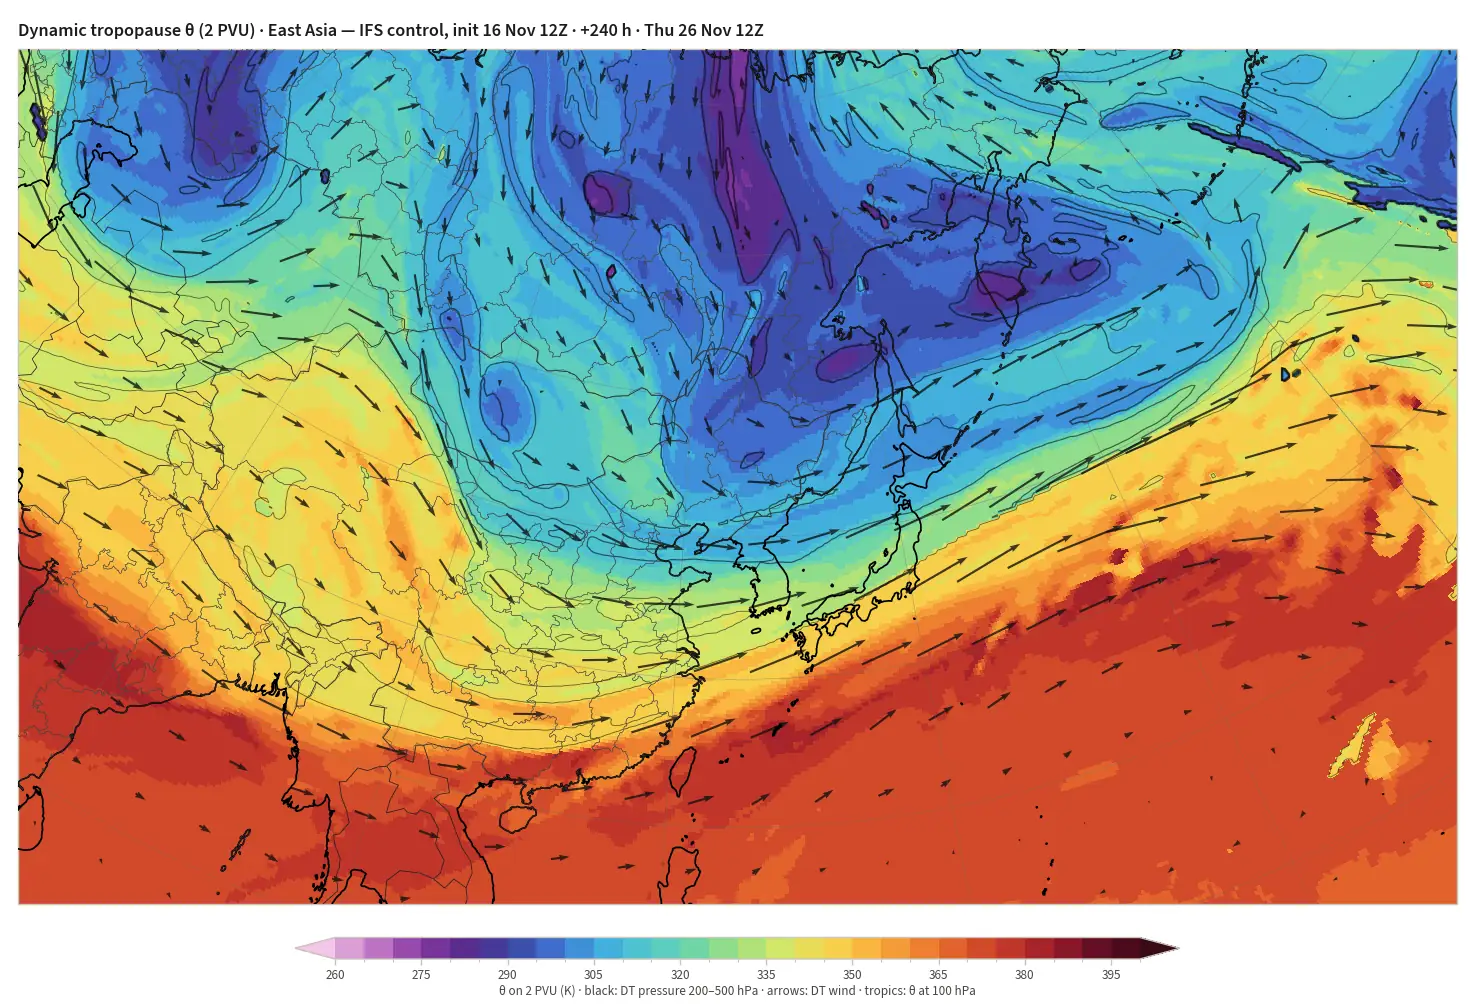 Dynamic tropopause θ (2 PVU) · East Asia — IFS control, init 16 Nov 12Z · +240 h · Thu 26 Nov 12Z
260 275 290 305 320 335 350 365 380 395
θ on 2 PVU (K) · black: DT pressure 200–500 hPa · arrows: DT wind · tropics: θ at 100 hPa